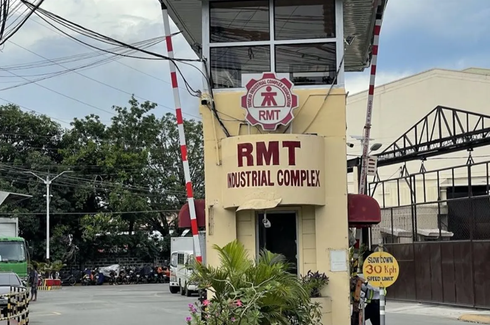 RMT
RMT
INDUSTRIAL COMPLEX
SLOW DOWN
30 Kph
SPEED LIMIT